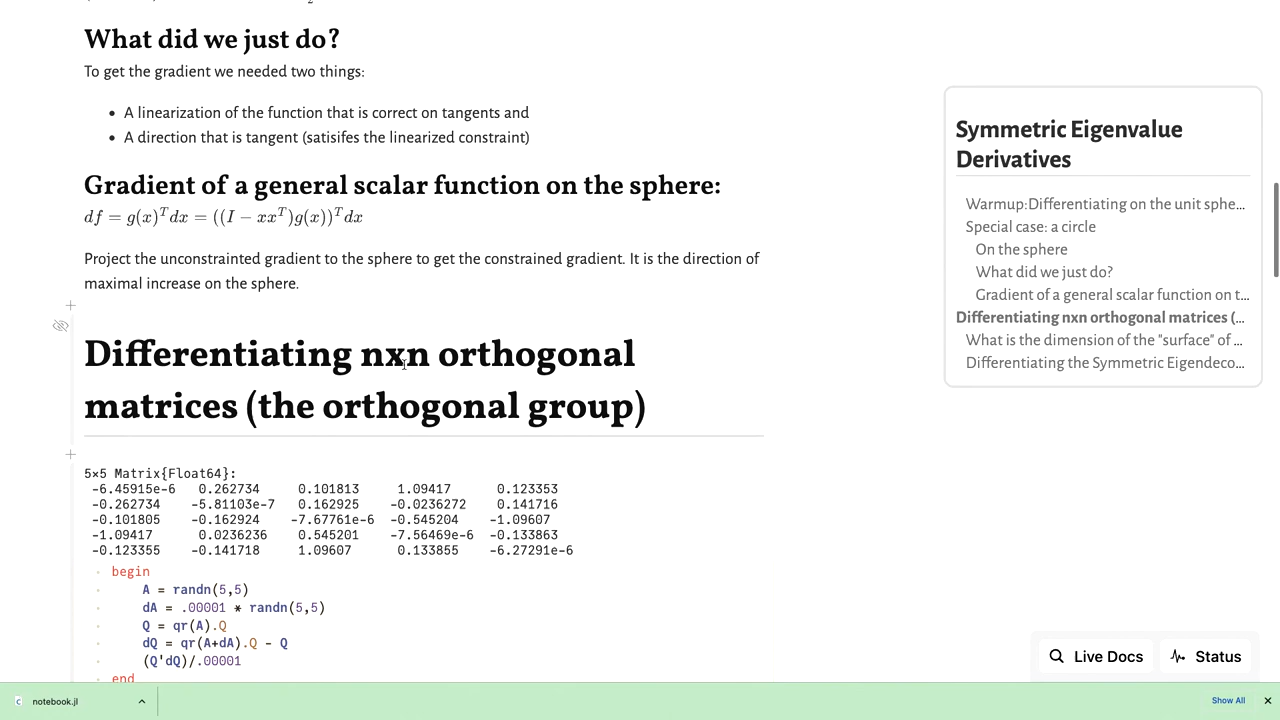 What did we just do?
To get the gradient we needed two things:
• A linearization of the function that is correct on tangents and
• A direction that is tangent (satisifes the linearized constraint)
Gradient of a general scalar function on the sphere:
df = g(x)^T dx = ((I − xx^T)g(x))^T dx
Project the unconstrainted gradient to the sphere to get the constrained gradient. It is the direction of
maximal increase on the sphere.
Differentiating nxn orthogonal
matrices (the orthogonal group)
5×5 Matrix{Float64}:
-6.45915e-6 0.262734 0.101813 1.09417 0.123353
-0.262734 -5.81103e-7 0.162925 -0.0236272 0.141716
-0.101805 -0.162924 -7.67761e-6 -0.545204 -1.09607
-1.09417 0.0236236 0.545201 -7.56469e-6 -0.133863
-0.123355 -0.141718 1.09607 0.133855 -6.27291e-6
begin
A = randn(5,5)
dA = .00001 * randn(5,5)
Q = qr(A).Q
dQ = qr(A+dA).Q - Q
(Q'dQ)/.00001
end
Symmetric Eigenvalue
Derivatives
Warmup:Differentiating on the unit sphe...
Special case: a circle
On the sphere
What did we just do?
Gradient of a general scalar function on t...
Differentiating nxn orthogonal matrices (...
What is the dimension of the "surface" of ...
Differentiating the Symmetric Eigendeco...
Live Docs
Status
notebook.jl
Show All